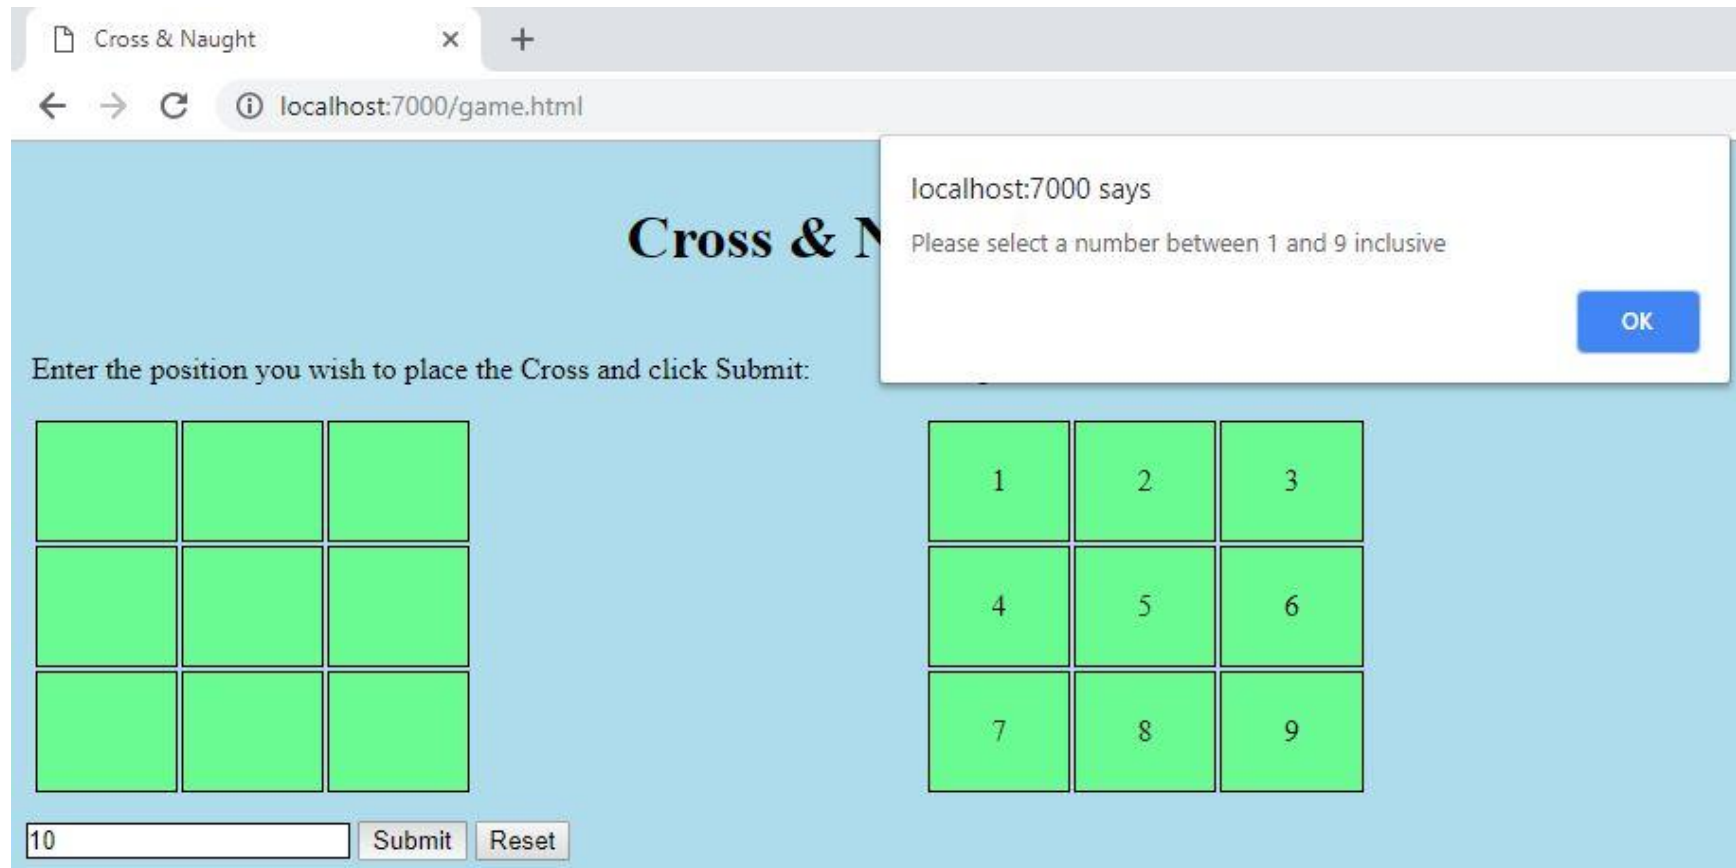 Cross & Naught
localhost:7000/game.html
localhost:7000 says
Please select a number between 1 and 9 inclusive
OK
Cross &
Enter the position you wish to place the Cross and click Submit:
1 2 3
4 5 6
7 8 9
10 Submit Reset